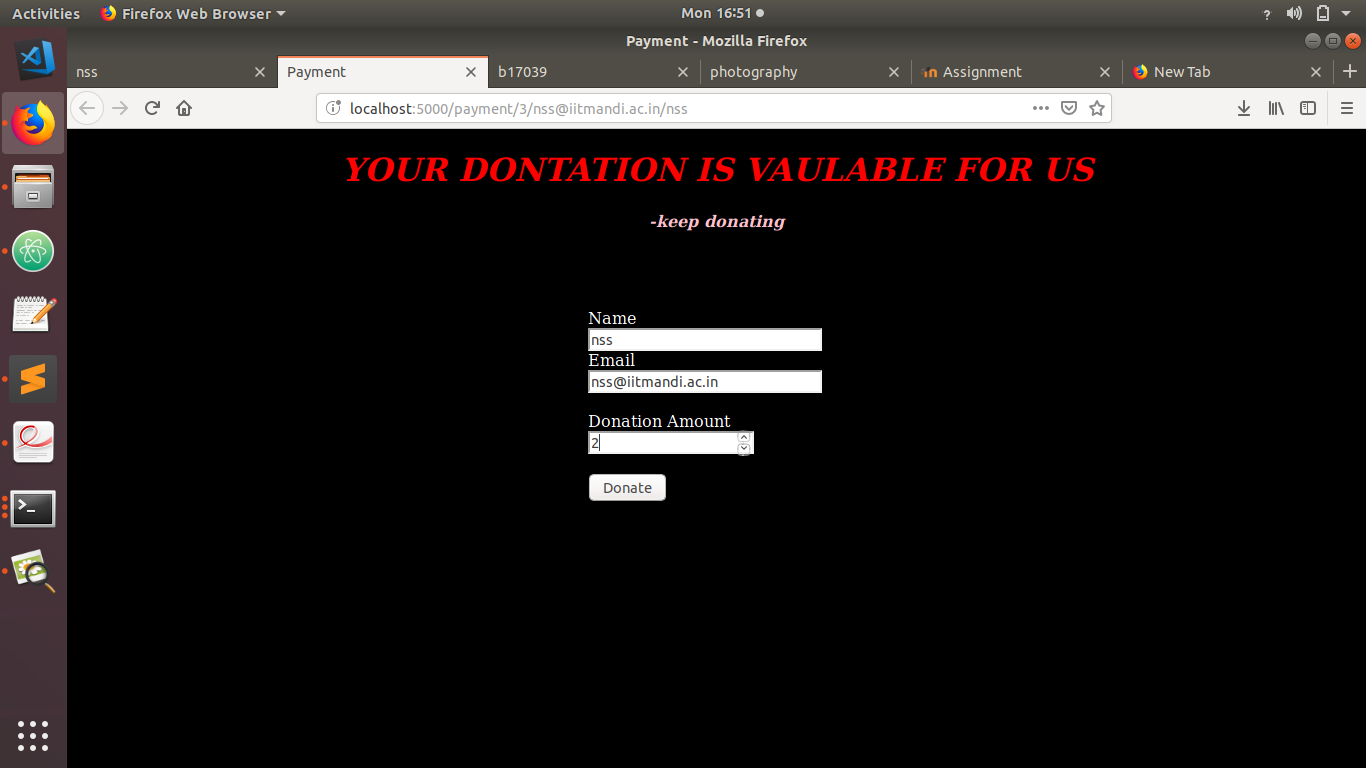 Activities Firefox Web Browser Mon 16:51 ?
Payment - Mozilla Firefox
nss Payment b17039 photography Assignment New Tab
localhost:5000/payment/3/nss@iitmandi.ac.in/nss
YOUR DONTATION IS VAULABLE FOR US
-keep donating
Name
nss
Email
nss@iitmandi.ac.in
Donation Amount
2
Donate